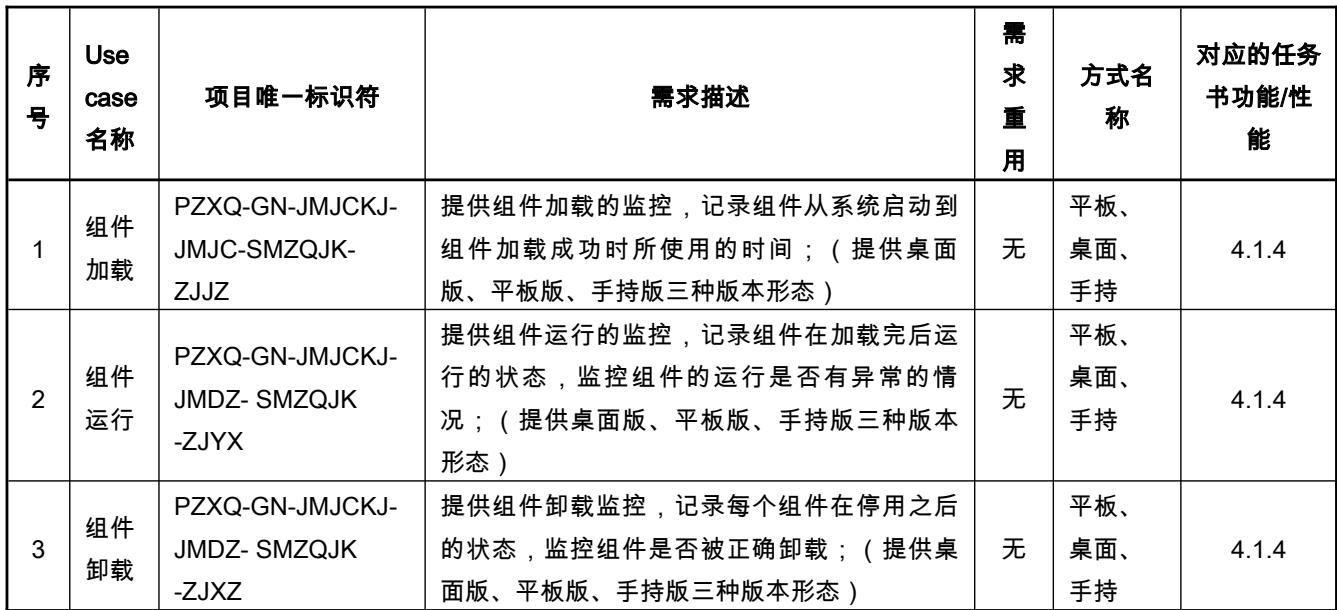 序号
Use case 名称
项目唯一标识符
需求描述
需求重用
方式名称
对应的任务书功能/性能
1
组件
加载
PZXQ-GN-JMJCKJ-
JMJC-SMZQJK-
ZJJZ
提供组件加载的监控，记录组件从系统启动到
组件加载成功时所使用的时间；（提供桌面
版、平板版、手持版三种版本形态）
无
平板、
桌面、
手持
4.1.4
2
组件
运行
PZXQ-GN-JMJCKJ-
JMDZ- SMZQJK
-ZJYX
提供组件运行的监控，记录组件在加载完后运
行的状态，监控组件的运行是否有异常的情
况；（提供桌面版、平板版、手持版三种版本
形态）
无
平板、
桌面、
手持
4.1.4
3
组件
卸载
PZXQ-GN-JMJCKJ-
JMDZ- SMZQJK
-ZJXZ
提供组件卸载监控，记录每个组件在停用之后
的状态，监控组件是否被正确卸载；（提供桌
面版、平板版、手持版三种版本形态）
无
平板、
桌面、
手持
4.1.4